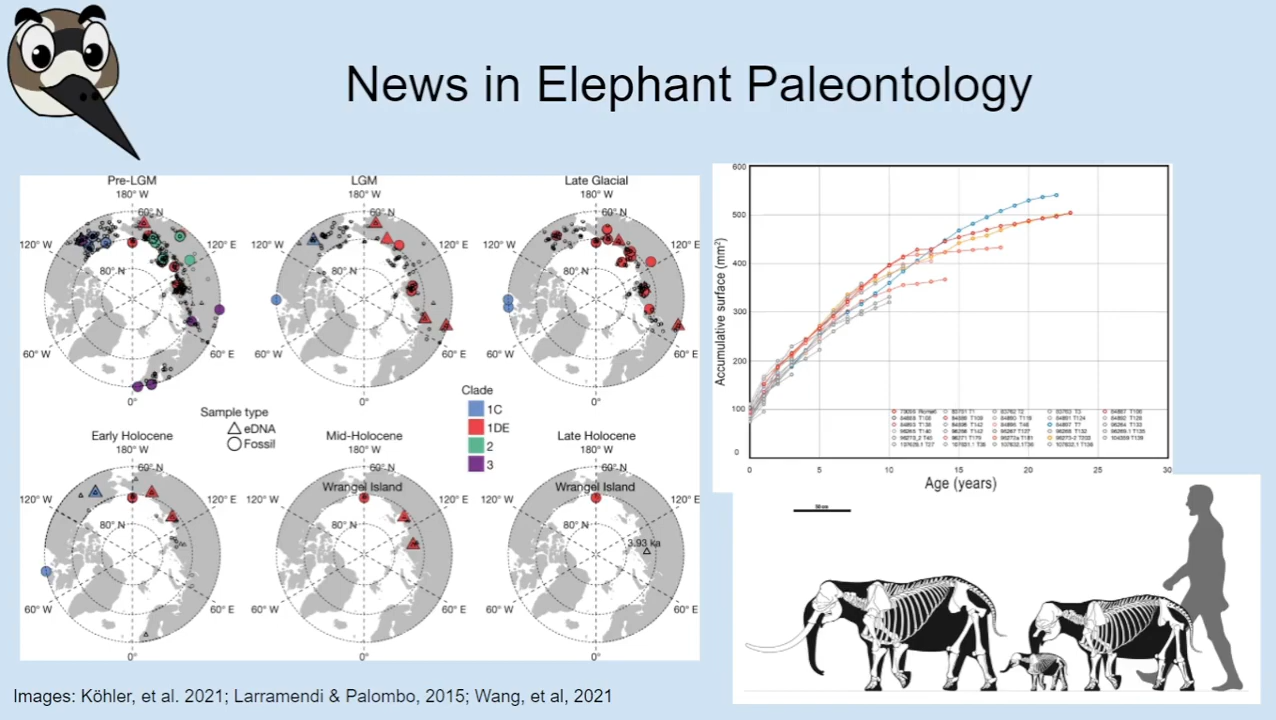 News in Elephant Paleontology
Pre-LGM
180° W
60° N
120° W
120° E
80° N
60° W
60° E
0°
LGM
180° W
60° N
120° W
120° E
80° N
60° W
60° E
0°
Late Glacial
180° W
60° N
120° W
120° E
80° N
60° W
60° E
0°
Sample type
eDNA
Fossil
Clade
1C
1DE
2
3
Early Holocene
180° W
60° N
120° W
120° E
80° N
60° W
60° E
0°
Mid-Holocene
180° W
60° N
Wrangel Island
120° W
120° E
80° N
60° W
60° E
0°
Late Holocene
180° W
60° N
Wrangel Island
120° W
120° E
80° N
3.93 ka
60° W
60° E
0°
Accumulative surface (mm²)
600
500
400
300
200
100
0
0 5 10 15 20 25 30
Age (years)
Images: Köhler, et al. 2021; Larramendi & Palombo, 2015; Wang, et al, 2021